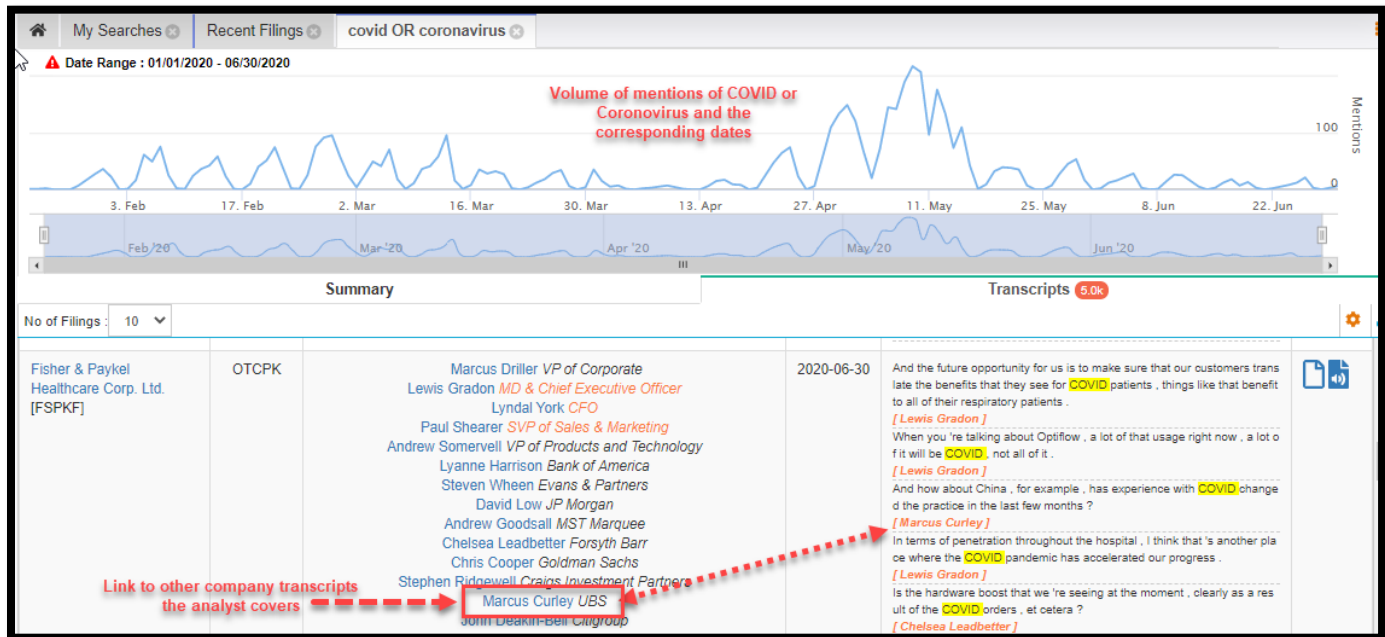 My Searches
Recent Filings
covid OR coronavirus
Date Range : 01/01/2020 - 06/30/2020
Volume of mentions of COVID or
Coronovirus and the
corresponding dates
Mentions
100
0
3. Feb
17. Feb
2. Mar
16. Mar
30. Mar
13. Apr
27. Apr
11. May
25. May
8. Jun
22. Jun
Feb '20
Mar '20
Apr '20
May '20
Jun '20
Summary
Transcripts 5.0k
No of Filings : 10
Fisher & Paykel
Healthcare Corp. Ltd.
[FSPKF]
OTCPK
Marcus Driller VP of Corporate
Lewis Gradon MD & Chief Executive Officer
Lyndal York CFO
Paul Shearer SVP of Sales & Marketing
Andrew Somervell VP of Products and Technology
Lyanne Harrison Bank of America
Steven Wheen Evans & Partners
David Low JP Morgan
Andrew Goodsall MST Marquee
Chelsea Leadbetter Forsyth Barr
Chris Cooper Goldman Sachs
Stephen Ridgewell Craigs Investment Partners
Marcus Curley UBS
John Deakin-Bell Citigroup
Link to other company transcripts
the analyst covers
2020-06-30
And the future opportunity for us is to make sure that our customers trans
late the benefits that they see for COVID patients , things like that benefit
to all of their respiratory patients .
[ Lewis Gradon ]
When you 're talking about Optiflow , a lot of that usage right now , a lot o
f it will be COVID , not all of it .
[ Lewis Gradon ]
And how about China , for example , has experience with COVID change
d the practice in the last few months ?
[ Marcus Curley ]
In terms of penetration throughout the hospital , I think that 's another pla
ce where the COVID pandemic has accelerated our progress .
[ Lewis Gradon ]
Is the hardware boost that we 're seeing at the moment , clearly as a res
ult of the COVID orders , et cetera ?
[ Chelsea Leadbetter ]